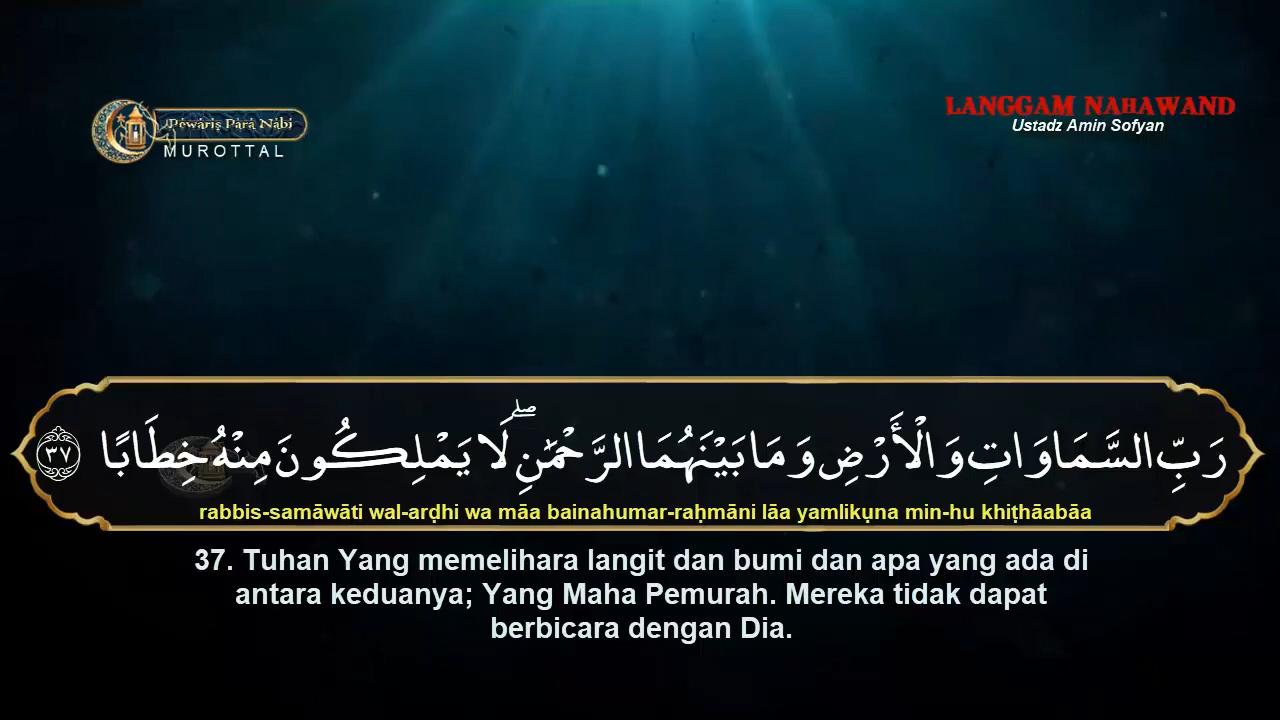 Pewaris Para Nabi
MUROTTAL
LANGGAM NAHAWAND
Ustadz Amin Sofyan
رَبِّ السَّمَاوَاتِ وَالْأَرْضِ وَمَا بَيْنَهُمَا الرَّحْمَٰنِ ۖ لَا يَمْلِكُونَ مِنْهُ خِطَابًا ٣٧
rabbis-samāwāti wal-arḍhi wa māa bainahumar-raḥmāni lāa yamlikụna min-hu khiṭhāabāa
37. Tuhan Yang memelihara langit dan bumi dan apa yang ada di
antara keduanya; Yang Maha Pemurah. Mereka tidak dapat
berbicara dengan Dia.